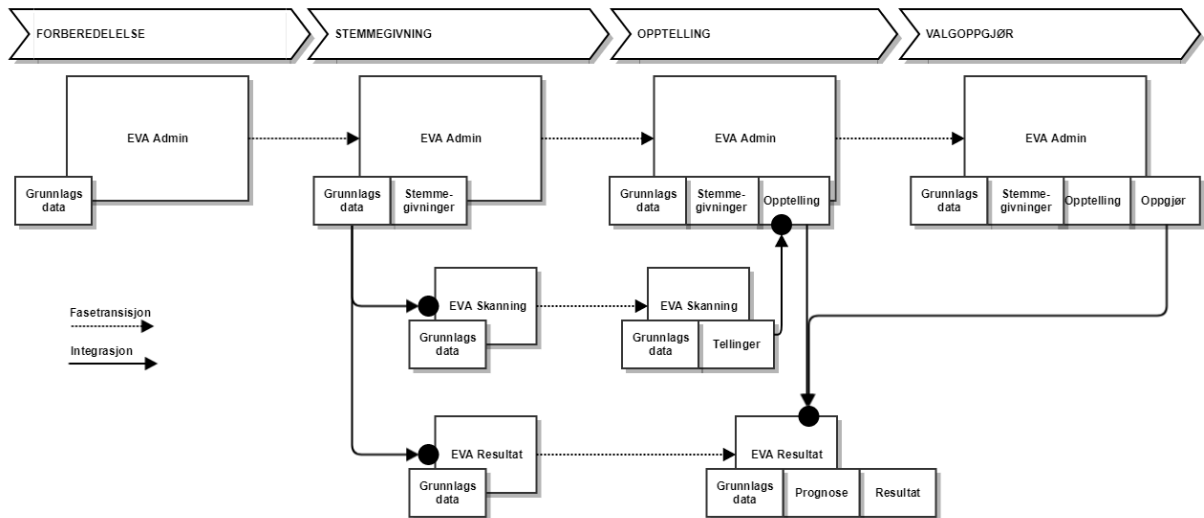 FORBEREDELELSE
STEMMEGIVNING
OPPTELLING
VALGOPPGJØR
EVA Admin
EVA Admin
EVA Admin
EVA Admin
Grunnlags
data
Grunnlags
data
Stemme-
givninger
Grunnlags
data
Stemme-
givninger
Opptelling
Grunnlags
data
Stemme-
givninger
Opptelling
Oppgjør
EVA Skanning
Grunnlags
data
EVA Skanning
Grunnlags
data
Tellinger
Fasetransisjon
Integrasjon
EVA Resultat
Grunnlags
data
EVA Resultat
Grunnlags
data
Prognose
Resultat